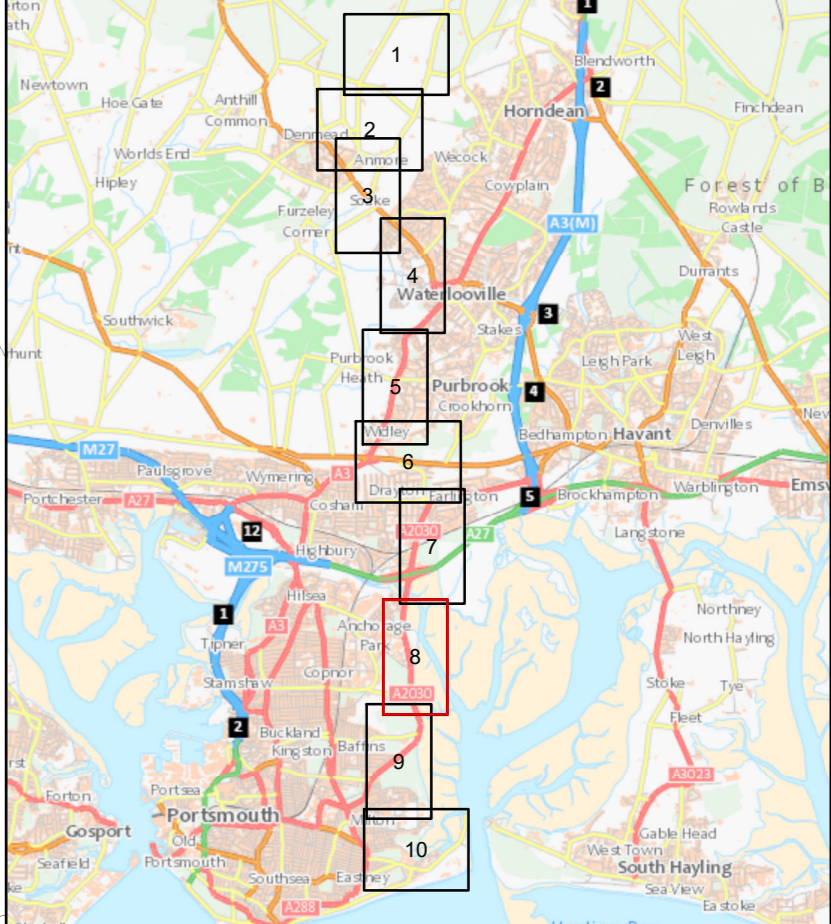 erton
ath
1
Blendworth
1
Newtown
Hoe Gate
Anthill
Common
2
Horndean
Finchdean
Denmead
2
Worlds End
Anmore
Wecock
Hipley
Cowplain
Forest of B
3
Soake
Furzeley
Corner
Rowlands
Castle
A3(M)
4
Durrants
Waterlooville
Southwick
3
Stakes
West
Leigh
Purbrook
Heath
Leigh Park
5
Purbrook
4
Crookhorn
Denvilles
Widley
Bedhampton
Havant
M27
6
Paulsgrove
A3
Wymering
Drayton
Farlington
5
Brockhampton
Warblington
Emsw
Portchester
A27
Cosham
12
A2030
A27
Langstone
7
Highbury
M275
Hilsea
1
A3
Anchorage
Park
Northney
Tipner
8
North Hayling
Copnor
Stamshaw
A2030
Stoke
Tye
Fleet
2
Buckland
Kingston
Baffins
9
A3023
Portsea
Forton
Portsmouth
Milton
Gosport
Old
Portsmouth
10
Gable Head
West Town
Seafield
Southsea
Eastney
South Hayling
Sea View
A288
Eastoke